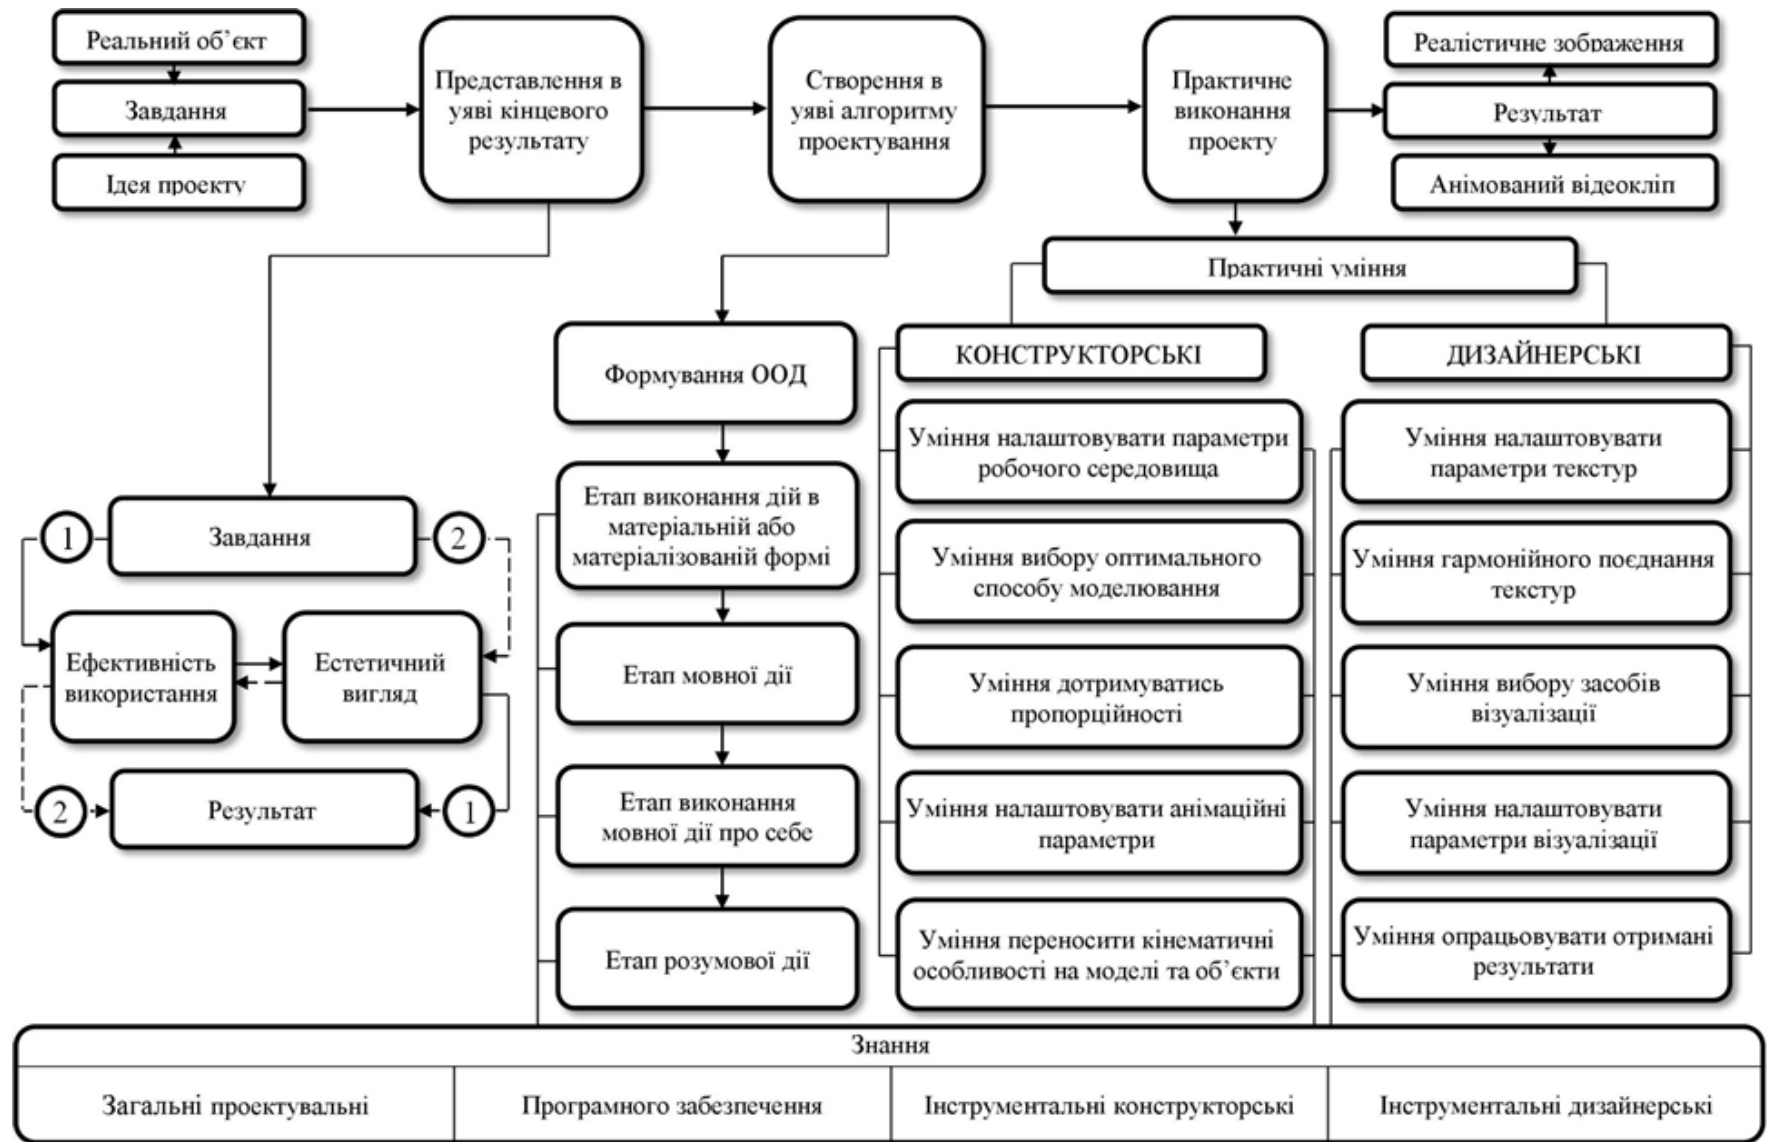 Реальний об’єкт
Завдання
Ідея проекту
Представлення в
уяві кінцевого
результату
Створення в
уяві алгоритму
проектування
Практичне
виконання
проекту
Реалістичне зображення
Результат
Анімований відеокліп
Практичні уміння
Завдання
1
2
Ефективність
використання
Естетичний
вигляд
2
Результат
1
Формування ООД
Етап виконання дій в
матеріальній або
матеріалізованій формі
Етап мовної дії
Етап виконання
мовної дії про себе
Етап розумової дії
КОНСТРУКТОРСЬКІ
Уміння налаштовувати параметри
робочого середовища
Уміння вибору оптимального
способу моделювання
Уміння дотримуватись
пропорційності
Уміння налаштовувати анімаційні
параметри
Уміння переносити кінематичні
особливості на моделі та об’єкти
ДИЗАЙНЕРСЬКІ
Уміння налаштовувати
параметри текстур
Уміння гармонійного поєднання
текстур
Уміння вибору засобів
візуалізації
Уміння налаштовувати
параметри візуалізації
Уміння опрацьовувати отримані
результати
Знання
Загальні проектувальні
Програмного забезпечення
Інструментальні конструкторські
Інструментальні дизайнерські